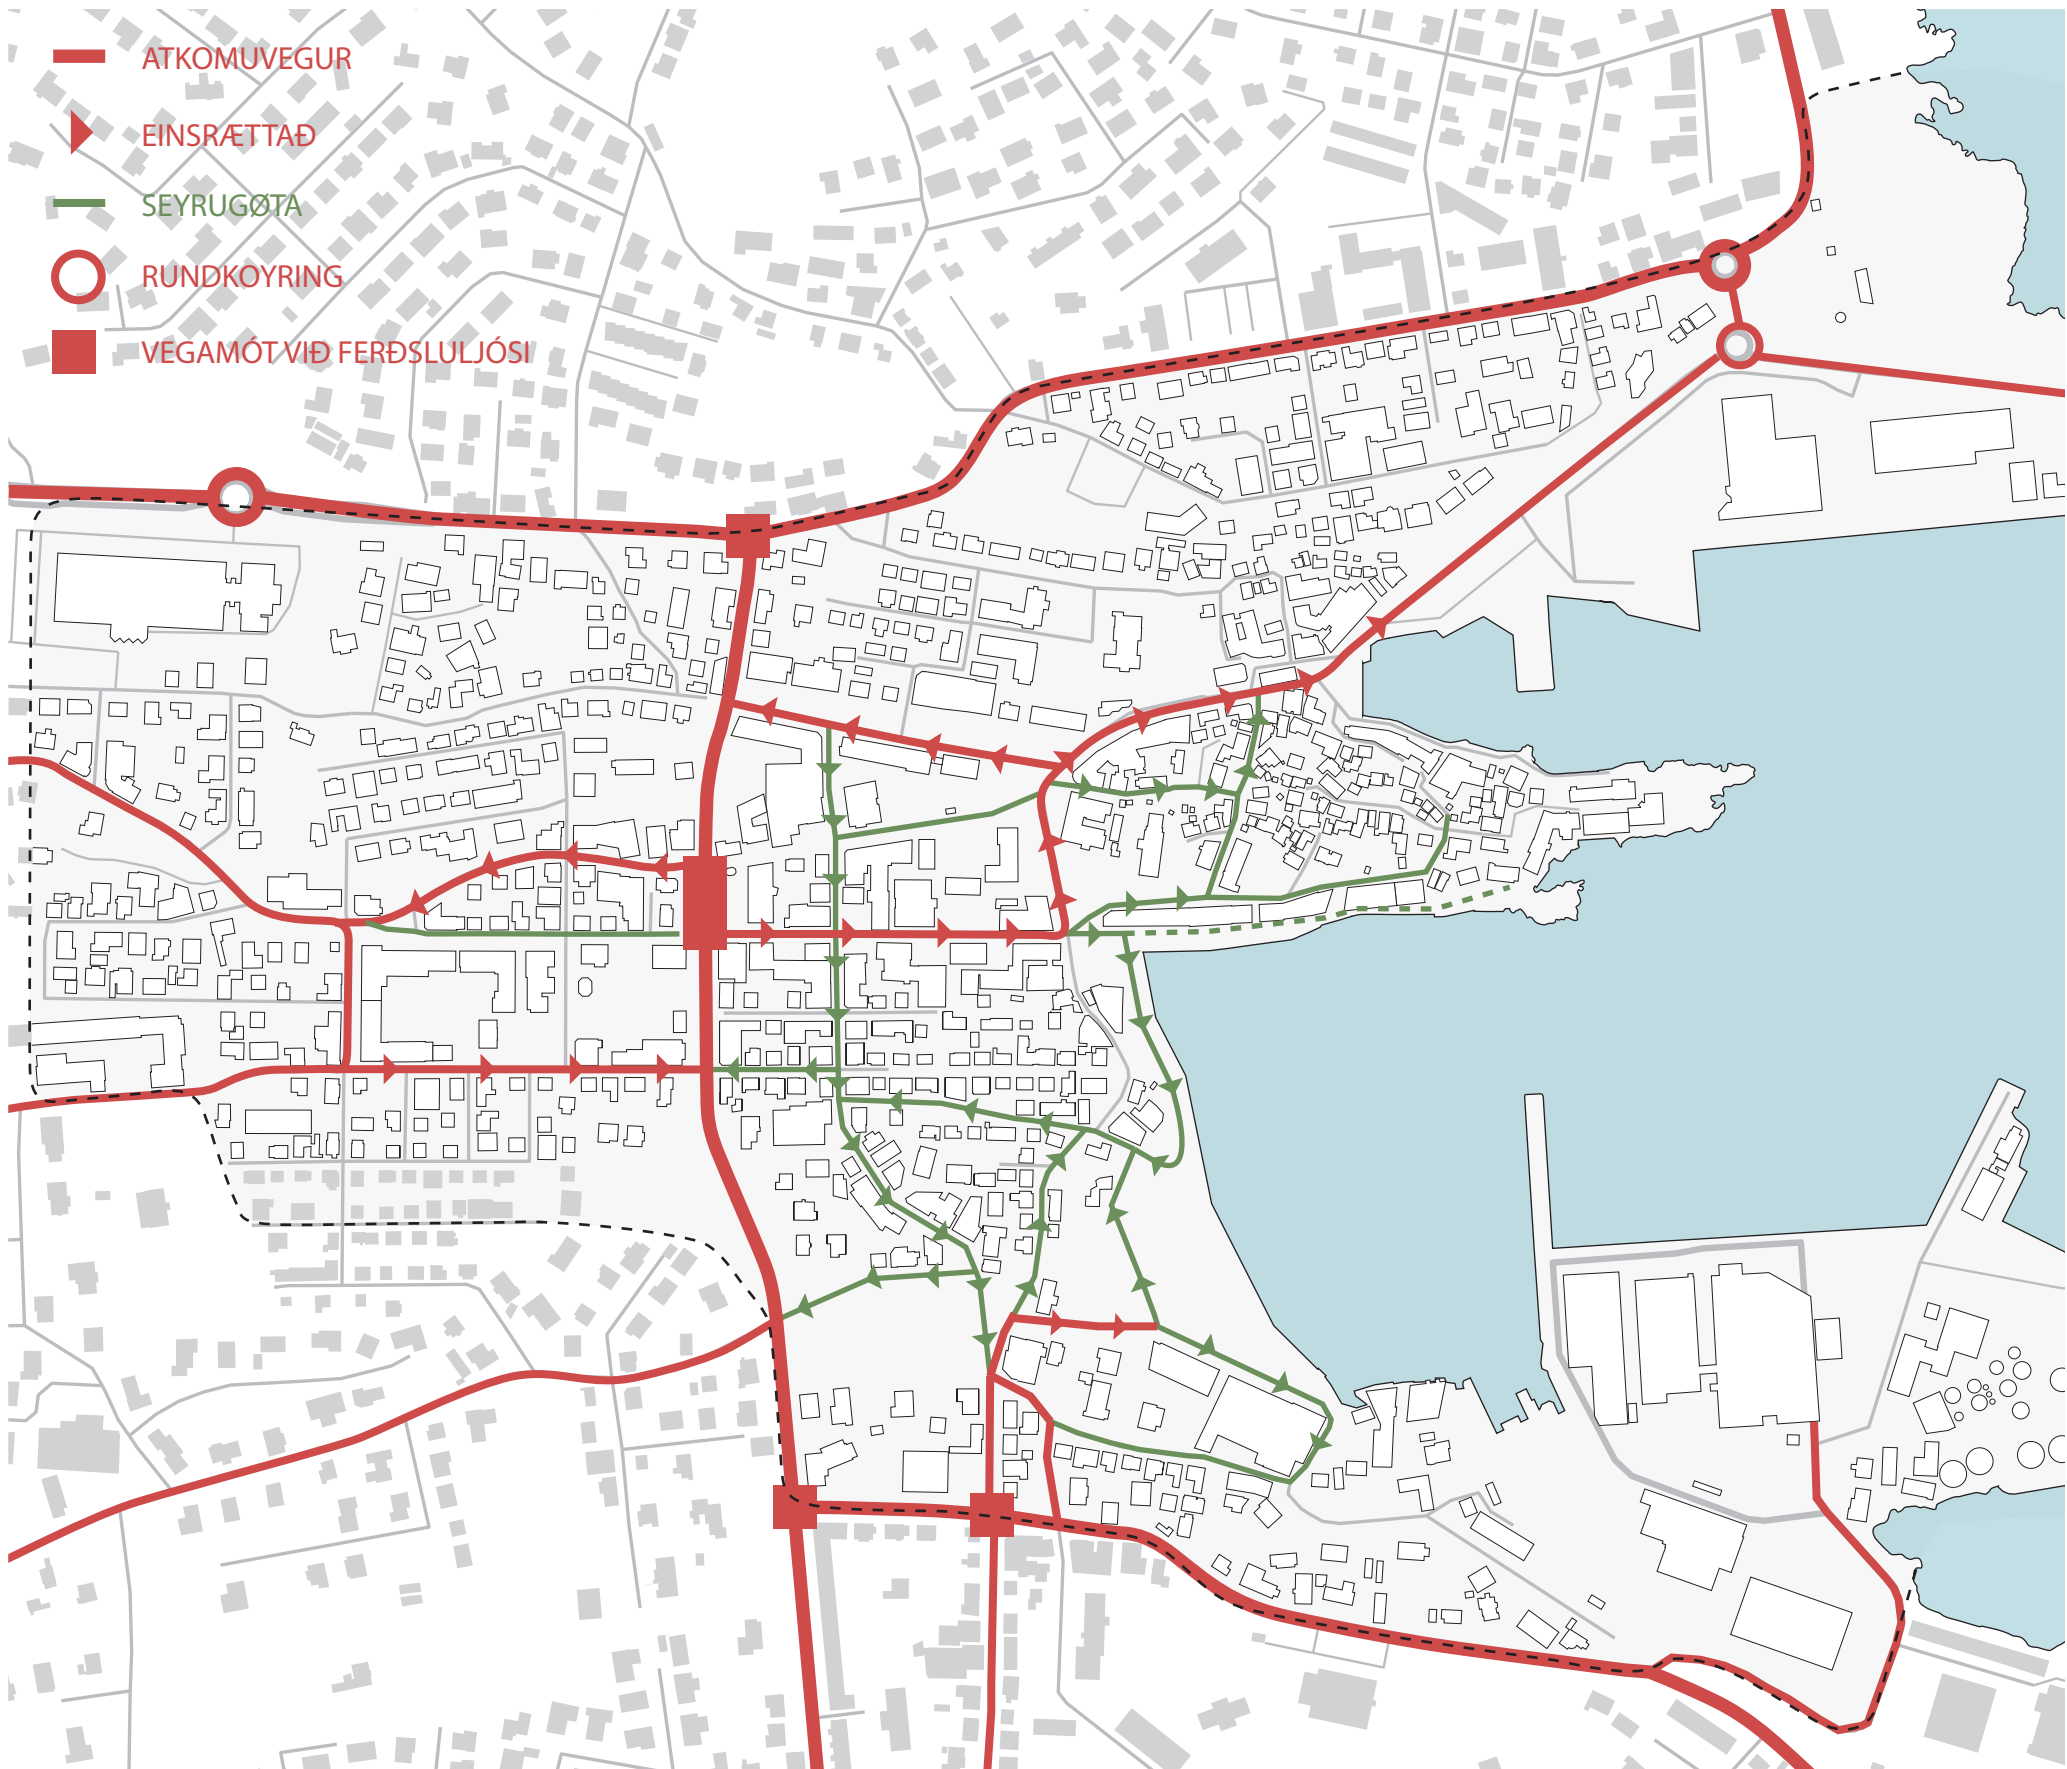 ATKOMUVEGUR
EINSRÆTTAÐ
SEYRUGØTA
RUNDKOYRING
VEGAMÓT VIÐ FERÐSLULJÓSI